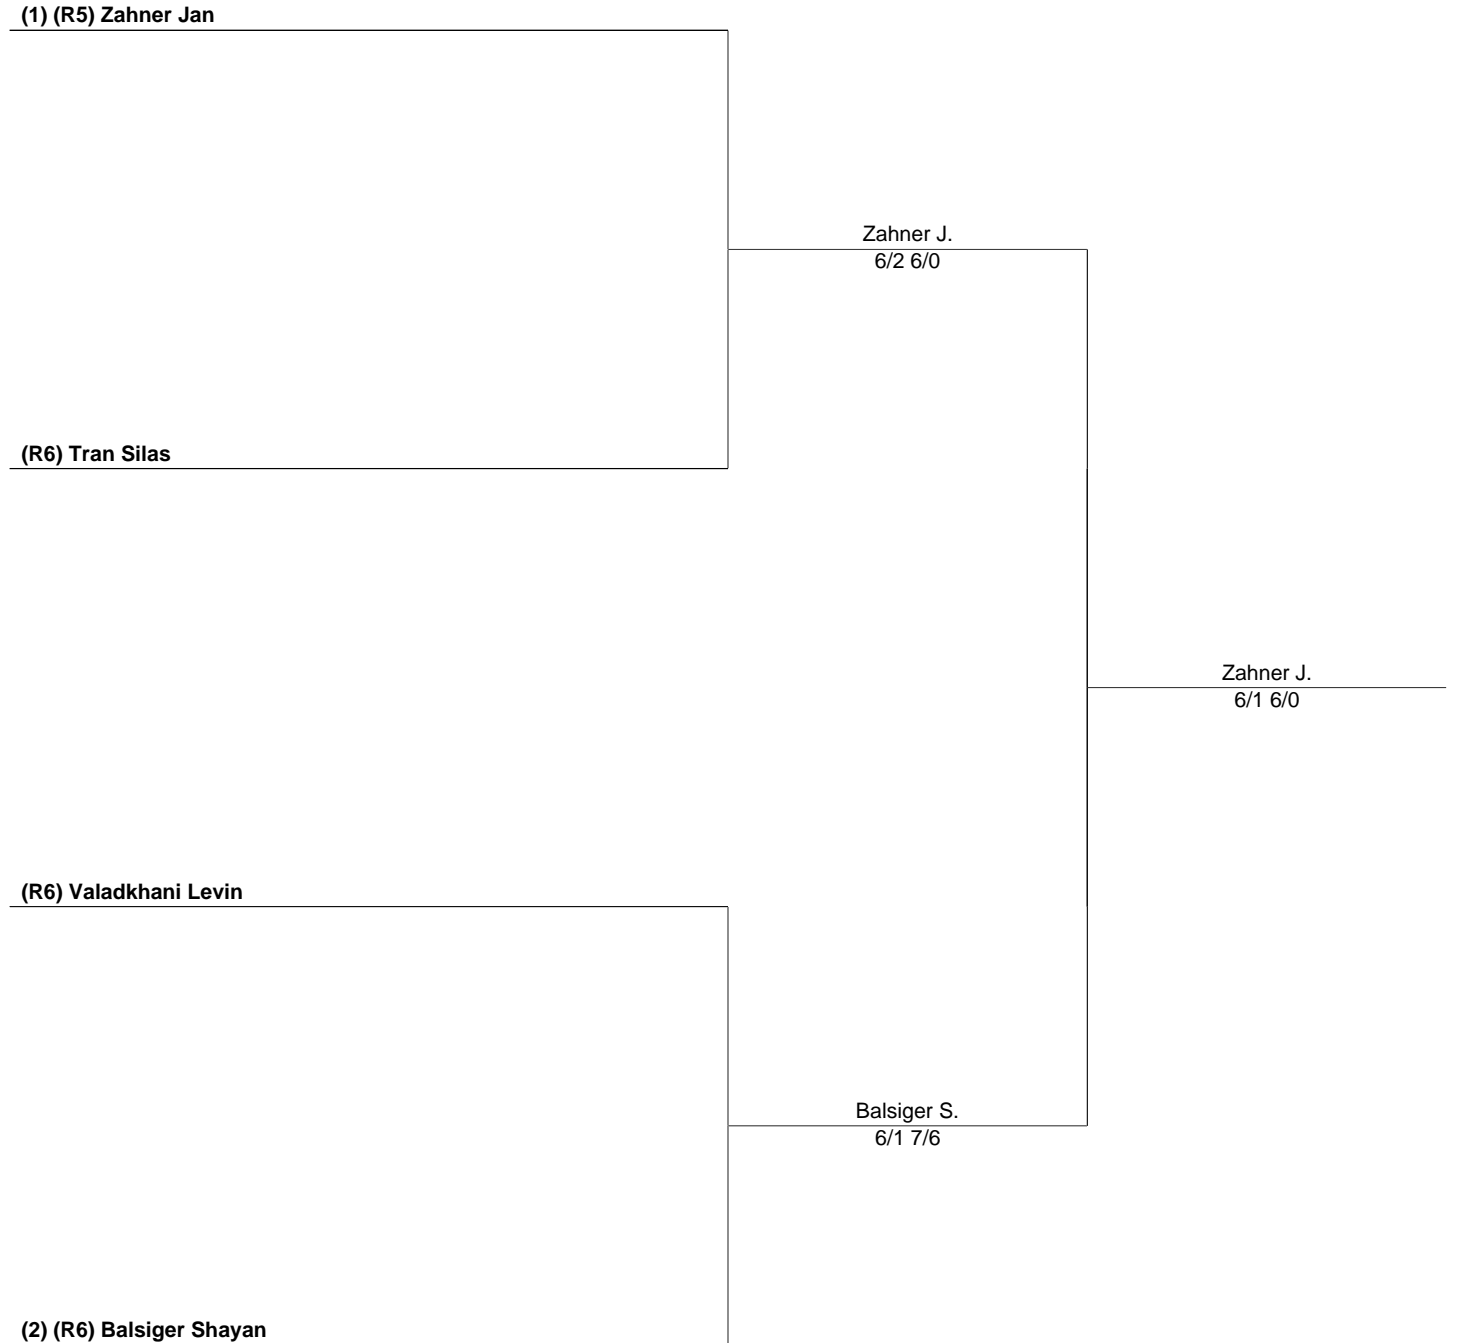 (1) (R5) Zahner Jan
Zahner J.
6/2 6/0
(R6) Tran Silas
Zahner J.
6/1 6/0
(R6) Valadkhani Levin
Balsiger S.
6/1 7/6
(2) (R6) Balsiger Shayan